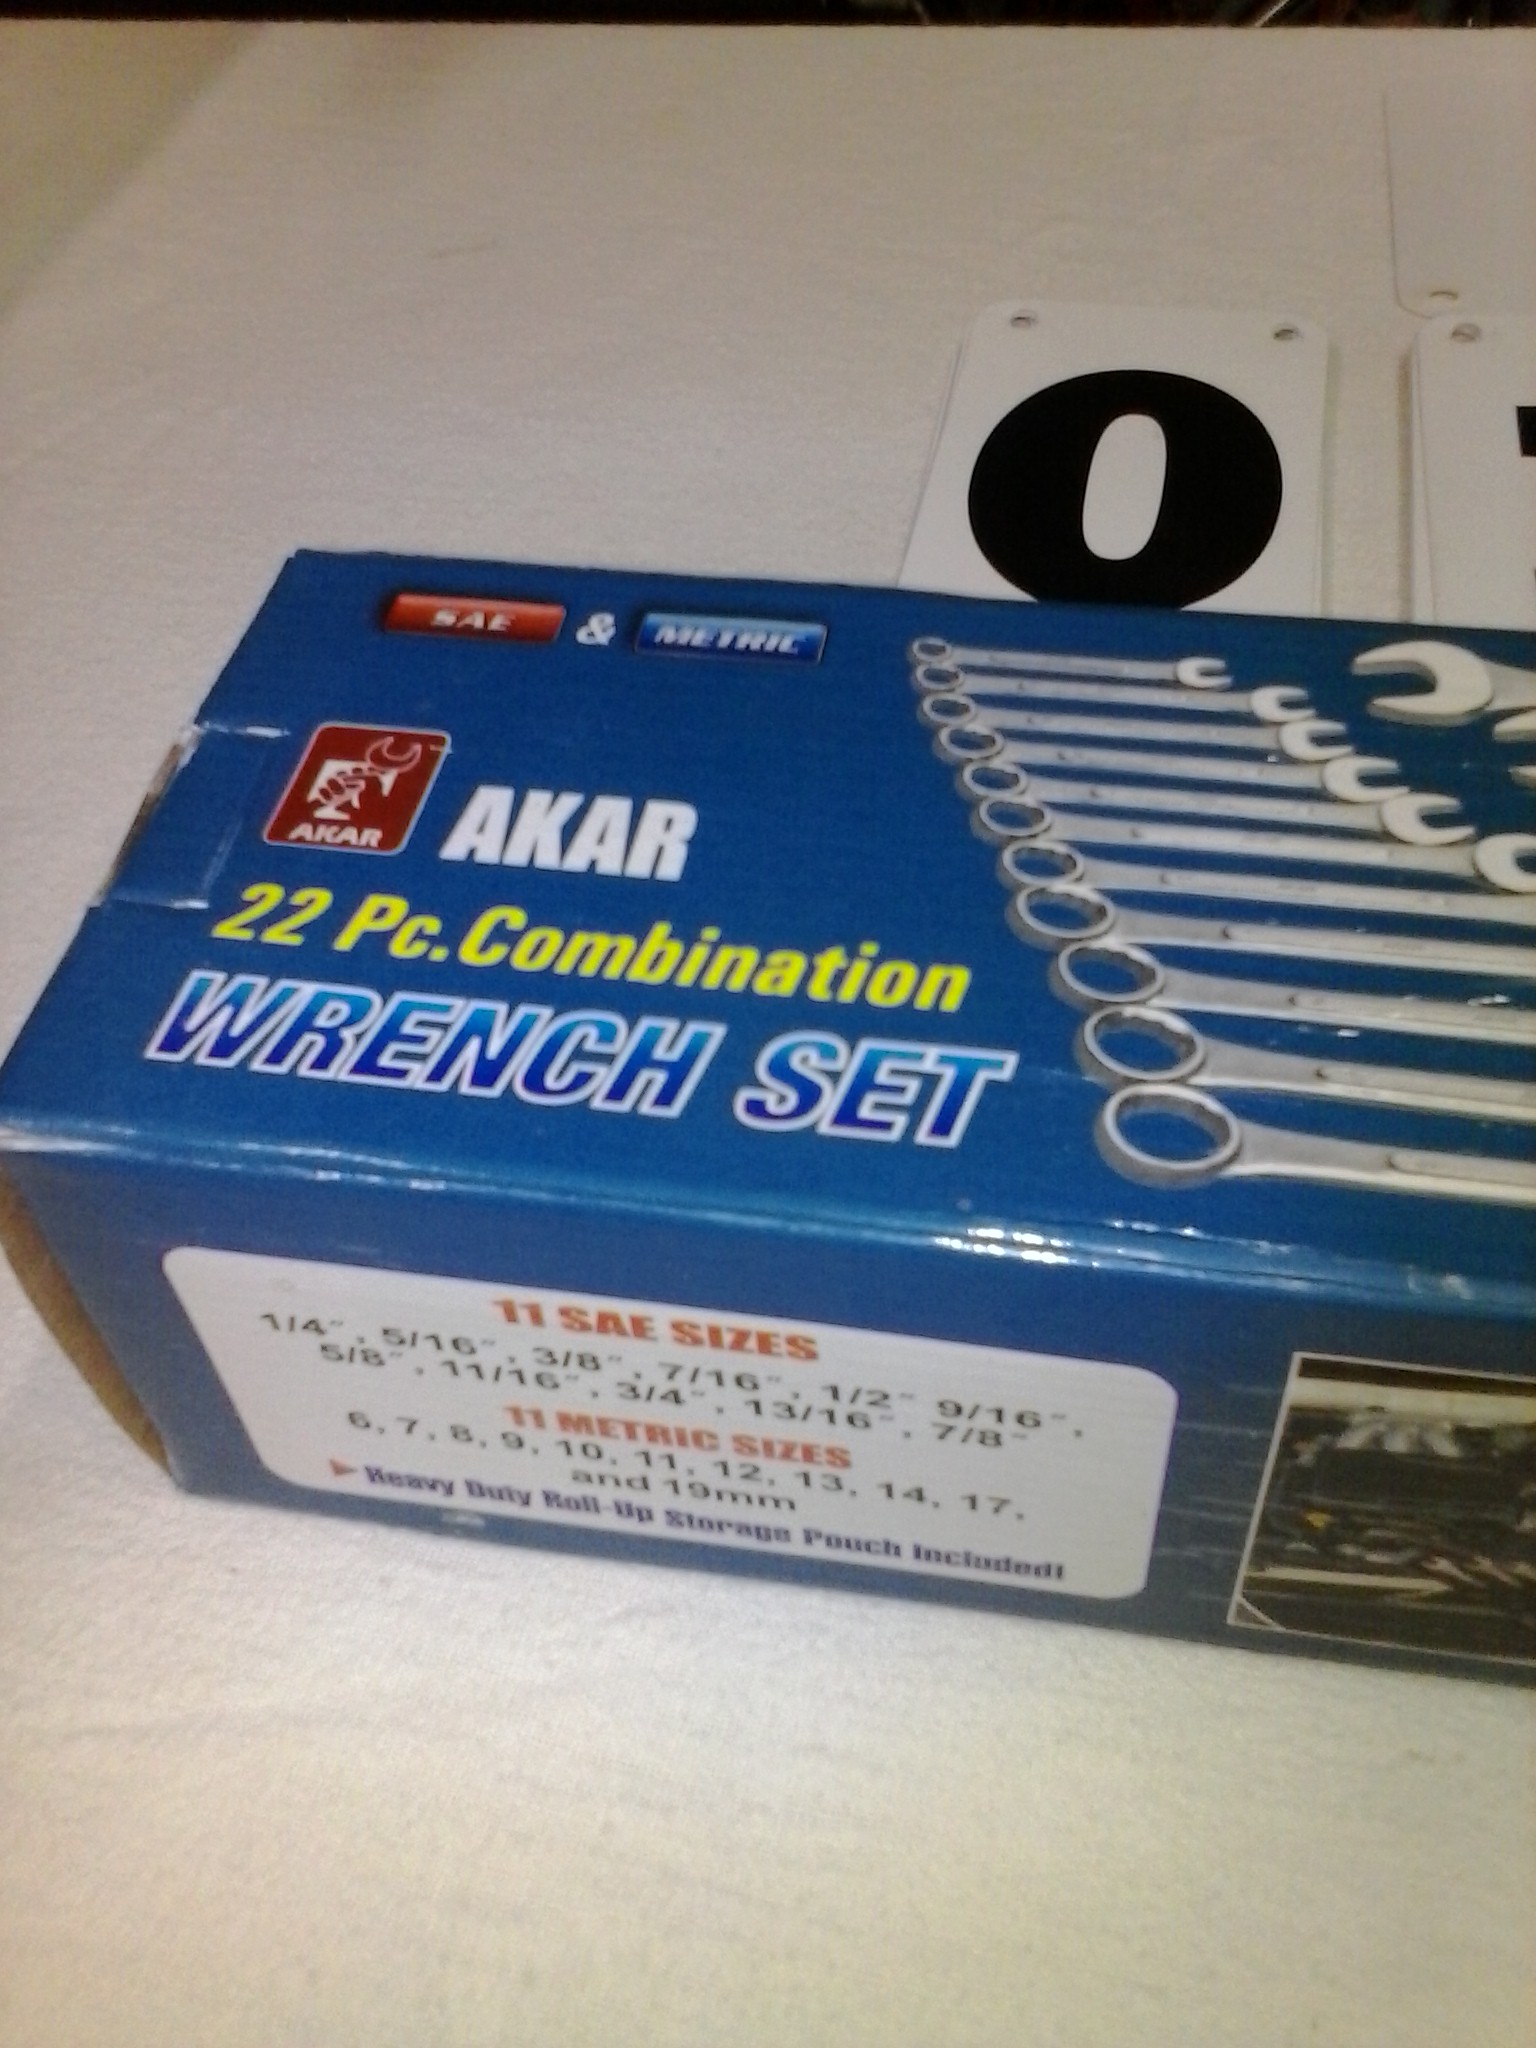 0
SAE & METRIC
AKAR
AKAR
22 Pc.Combination
WRENCH SET
11 SAE SIZES
1/4", 5/16", 3/8", 7/16", 1/2" 9/16",
5/8", 11/16", 3/4", 13/16", 7/8"
11 METRIC SIZES
6, 7, 8, 9, 10, 11, 12, 13, 14, 17,
and 19mm
Heavy Duty Roll-Up Storage Pouch Included!